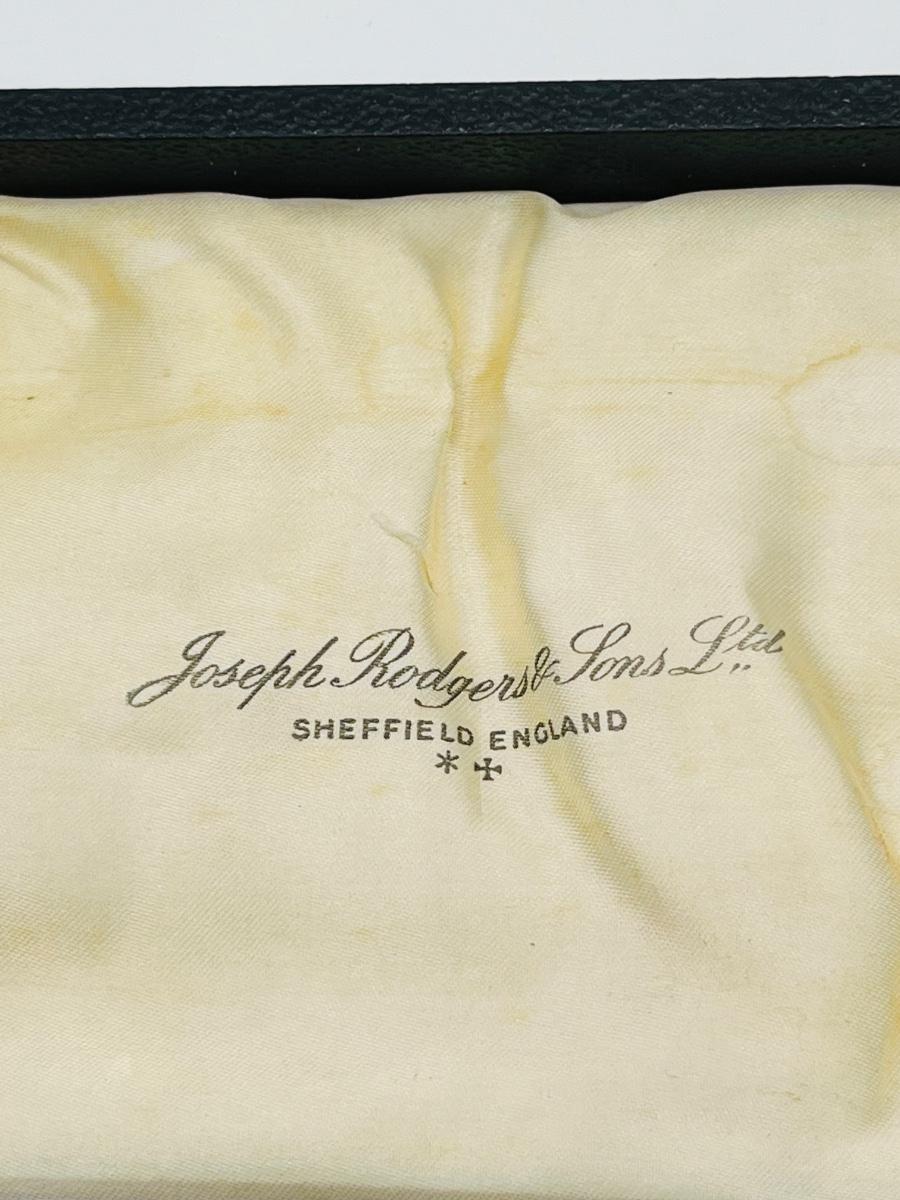 Joseph Rodgers & Sons Ltd
SHEFFIELD ENGLAND
* ✠